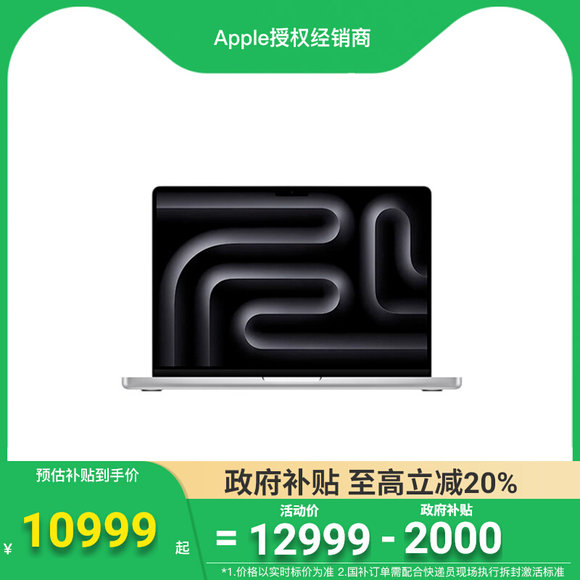 Apple授权经销商
预估补贴到手价
¥ 10999 起
政府补贴 至高立减20%
活动价 政府补贴
= 12999 - 2000
*1.价格以实时标价为准 2.国补订单需配合快递员现场执行拆封激活标准